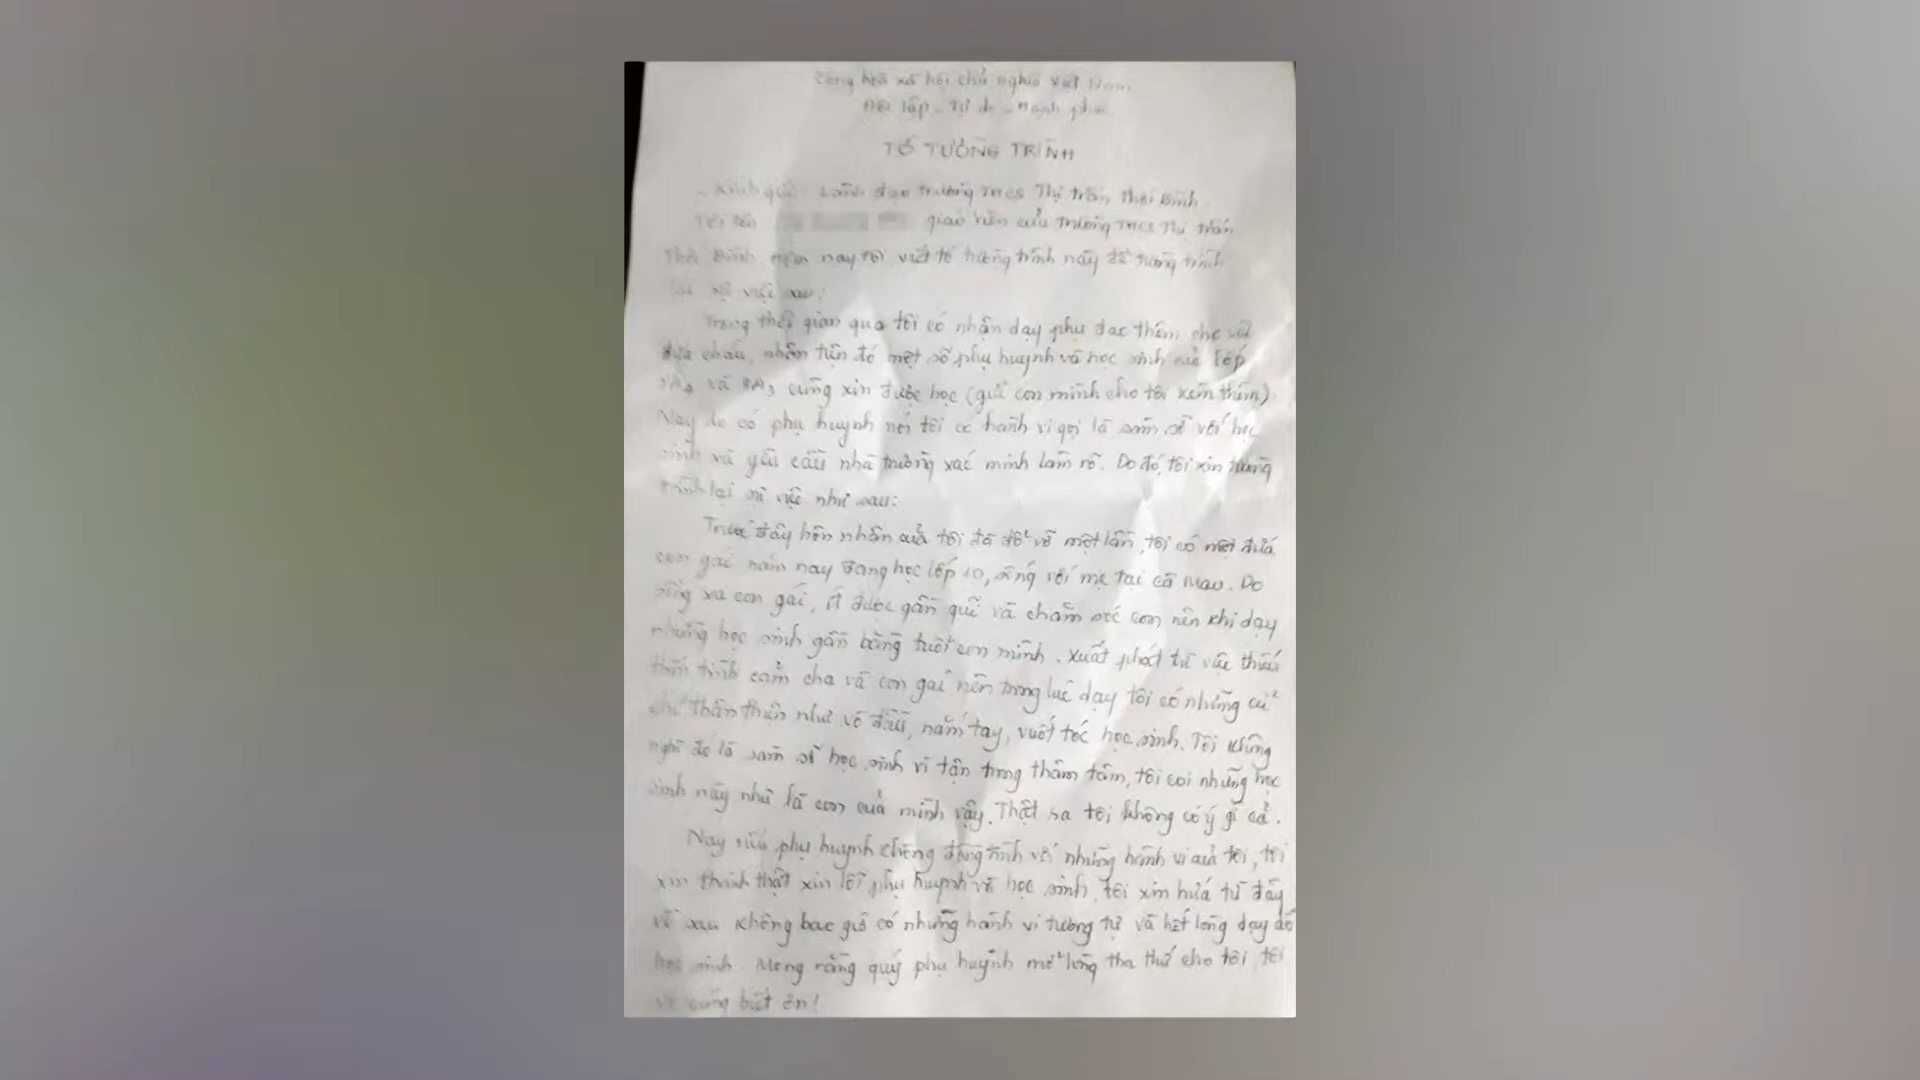 Cộng hoà xã hội chủ nghĩa Việt Nam
Độc lập - Tự do - Hạnh phúc
TỜ TƯỜNG TRÌNH
- Kính gửi: Lãnh đạo trường THCS Thị trấn Thới Bình
Tôi tên giáo viên của trường THCS Thị trấn
Thới Bình. Hôm nay tôi viết tờ tường trình này để tường trình
lại sự việc sau:
Trong thời gian qua tôi có nhận dạy phụ đạo thêm cho vài
đứa cháu, nhân tiện đó một số phụ huynh và học sinh của lớp
và cũng xin được học (gửi con mình cho tôi kèm thêm)
Nay do có phụ huynh nói tôi có hành vi gọi là sàm sỡ với học
sinh và yêu cầu nhà trường xác minh làm rõ. Do đó, tôi xin tường
trình lại sự việc như sau:
Trước đây hôn nhân của tôi đã đổ vỡ một lần, tôi có một đứa
con gái năm nay đang học lớp 10, sống với mẹ tại Cà Mau. Do
sống xa con gái, ít được gần gũi và chăm sóc con nên khi dạy
những học sinh gần bằng tuổi con mình. Xuất phát từ việc thiếu
thốn tình cảm cha và con gái nên trong lúc dạy tôi có những cử
chỉ thân thiện như vỗ đầu, nắm tay, vuốt tóc học sinh. Tôi không
nghĩ đó là sàm sỡ học sinh vì tận trong thâm tâm, tôi coi những học
sinh này như là con của mình vậy. Thật ra tôi không có ý gì cả.
Nay nếu phụ huynh không đồng tình với những hành vi của tôi, tôi
xin thành thật xin lỗi phụ huynh và học sinh, tôi xin hứa từ đây
về sau không bao giờ có những hành vi tương tự và hết lòng dạy dỗ
học sinh. Mong rằng quý phụ huynh mở lòng tha thứ cho tôi, tôi
vô cùng biết ơn!